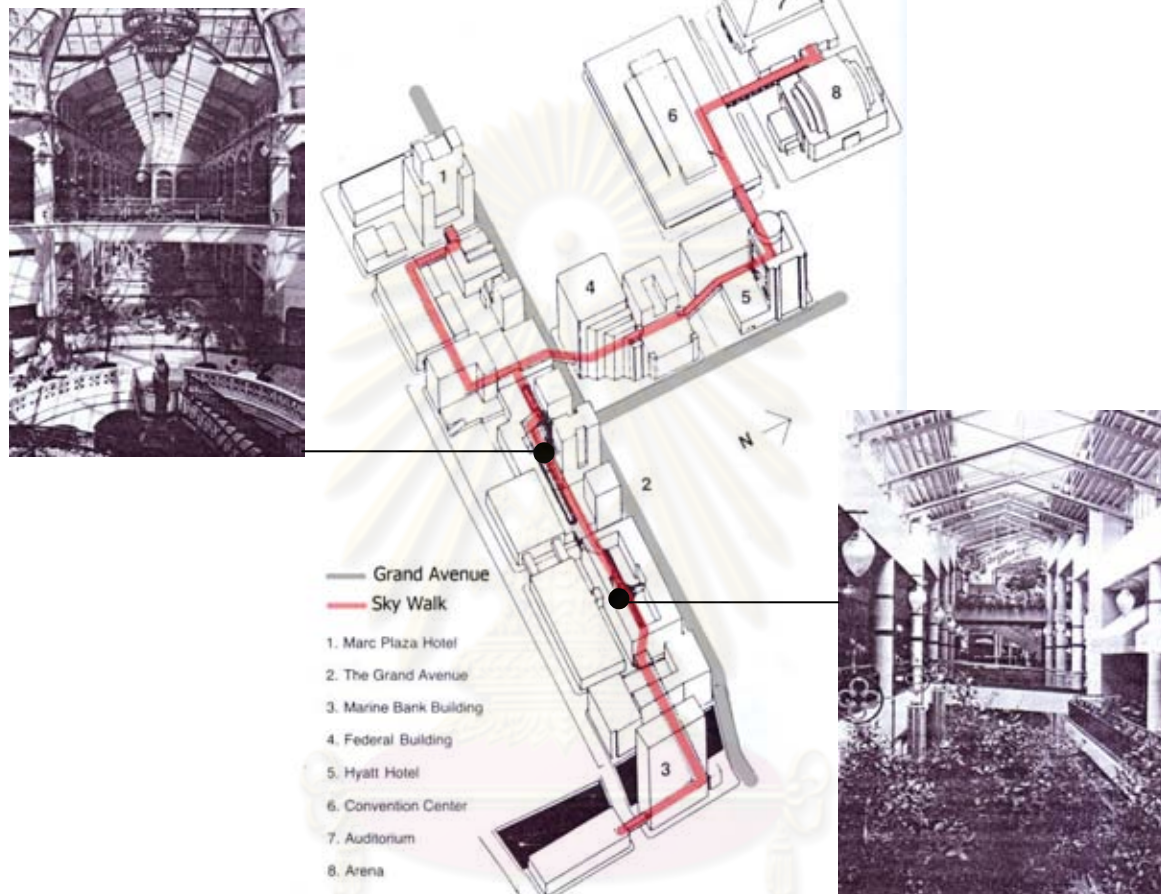 7
8
6
1
4
5
N
2
3
Grand Avenue
Sky Walk
1. Marc Plaza Hotel
2. The Grand Avenue
3. Marine Bank Building
4. Federal Building
5. Hyatt Hotel
6. Convention Center
7. Auditorium
8. Arena